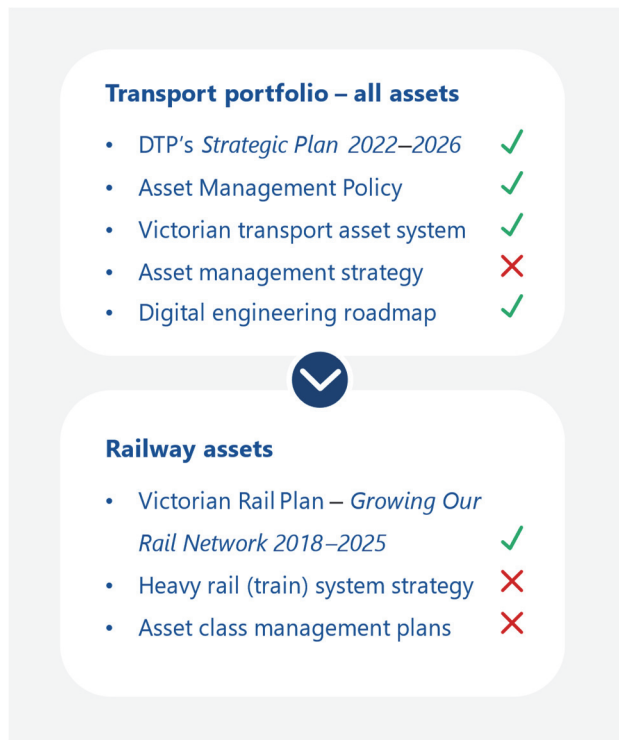 Transport portfolio – all assets
• DTP's Strategic Plan 2022–2026 ✓
• Asset Management Policy ✓
• Victorian transport asset system ✓
• Asset management strategy ✗
• Digital engineering roadmap ✓
Railway assets
• Victorian Rail Plan – Growing Our
Rail Network 2018–2025 ✓
• Heavy rail (train) system strategy ✗
• Asset class management plans ✗